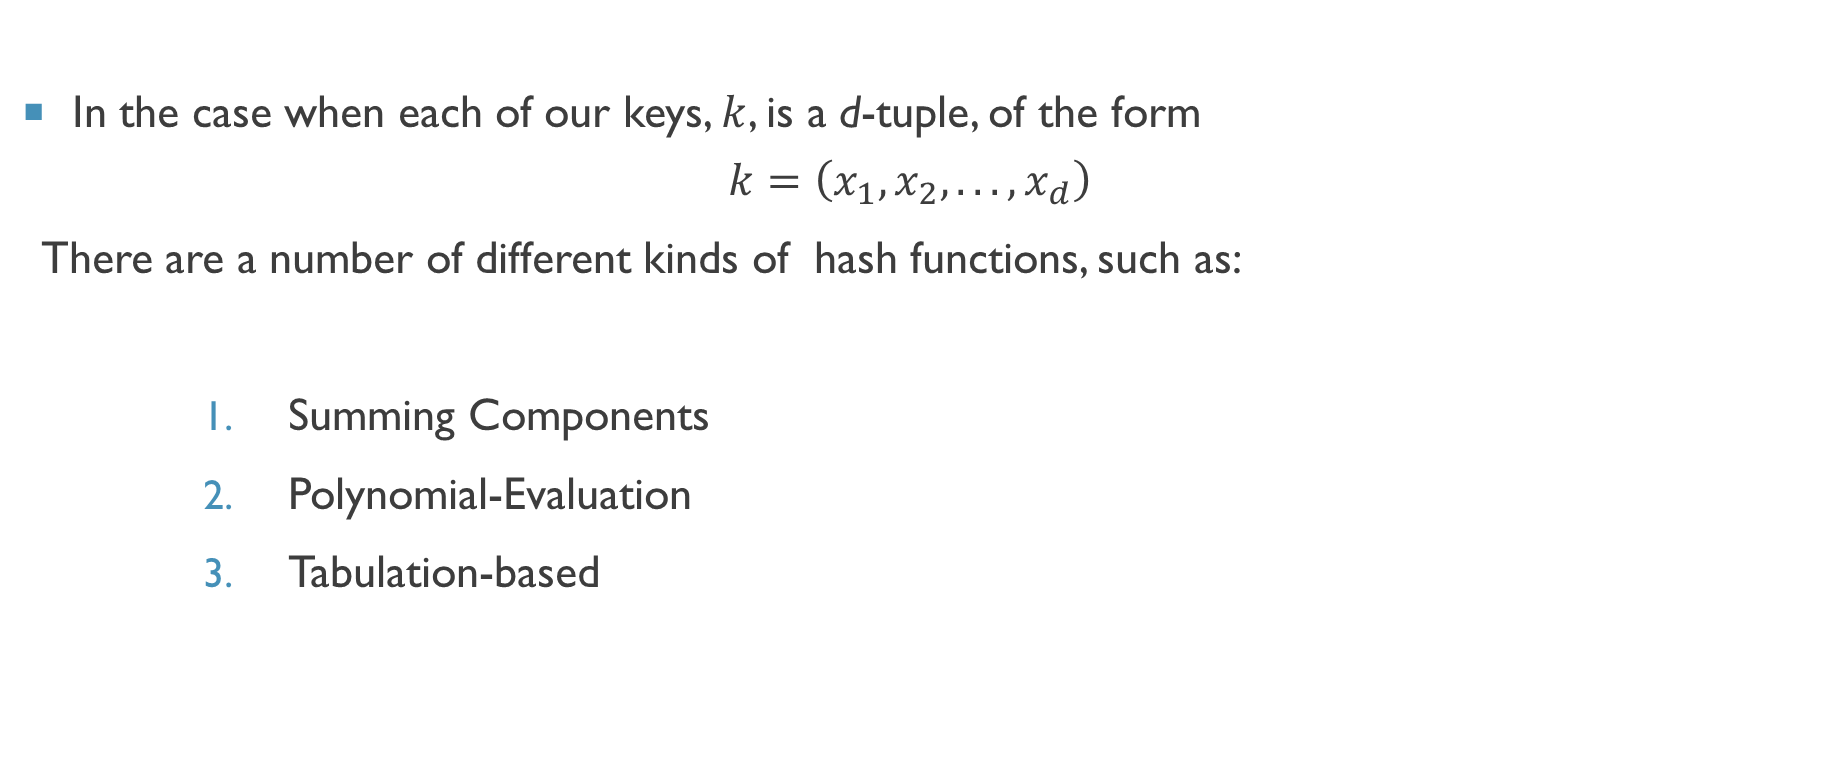 ▪ In the case when each of our keys, k, is a d-tuple, of the form
k = (x₁, x₂, . . . , x_d)
There are a number of different kinds of  hash functions, such as:
1. Summing Components
2. Polynomial-Evaluation
3. Tabulation-based